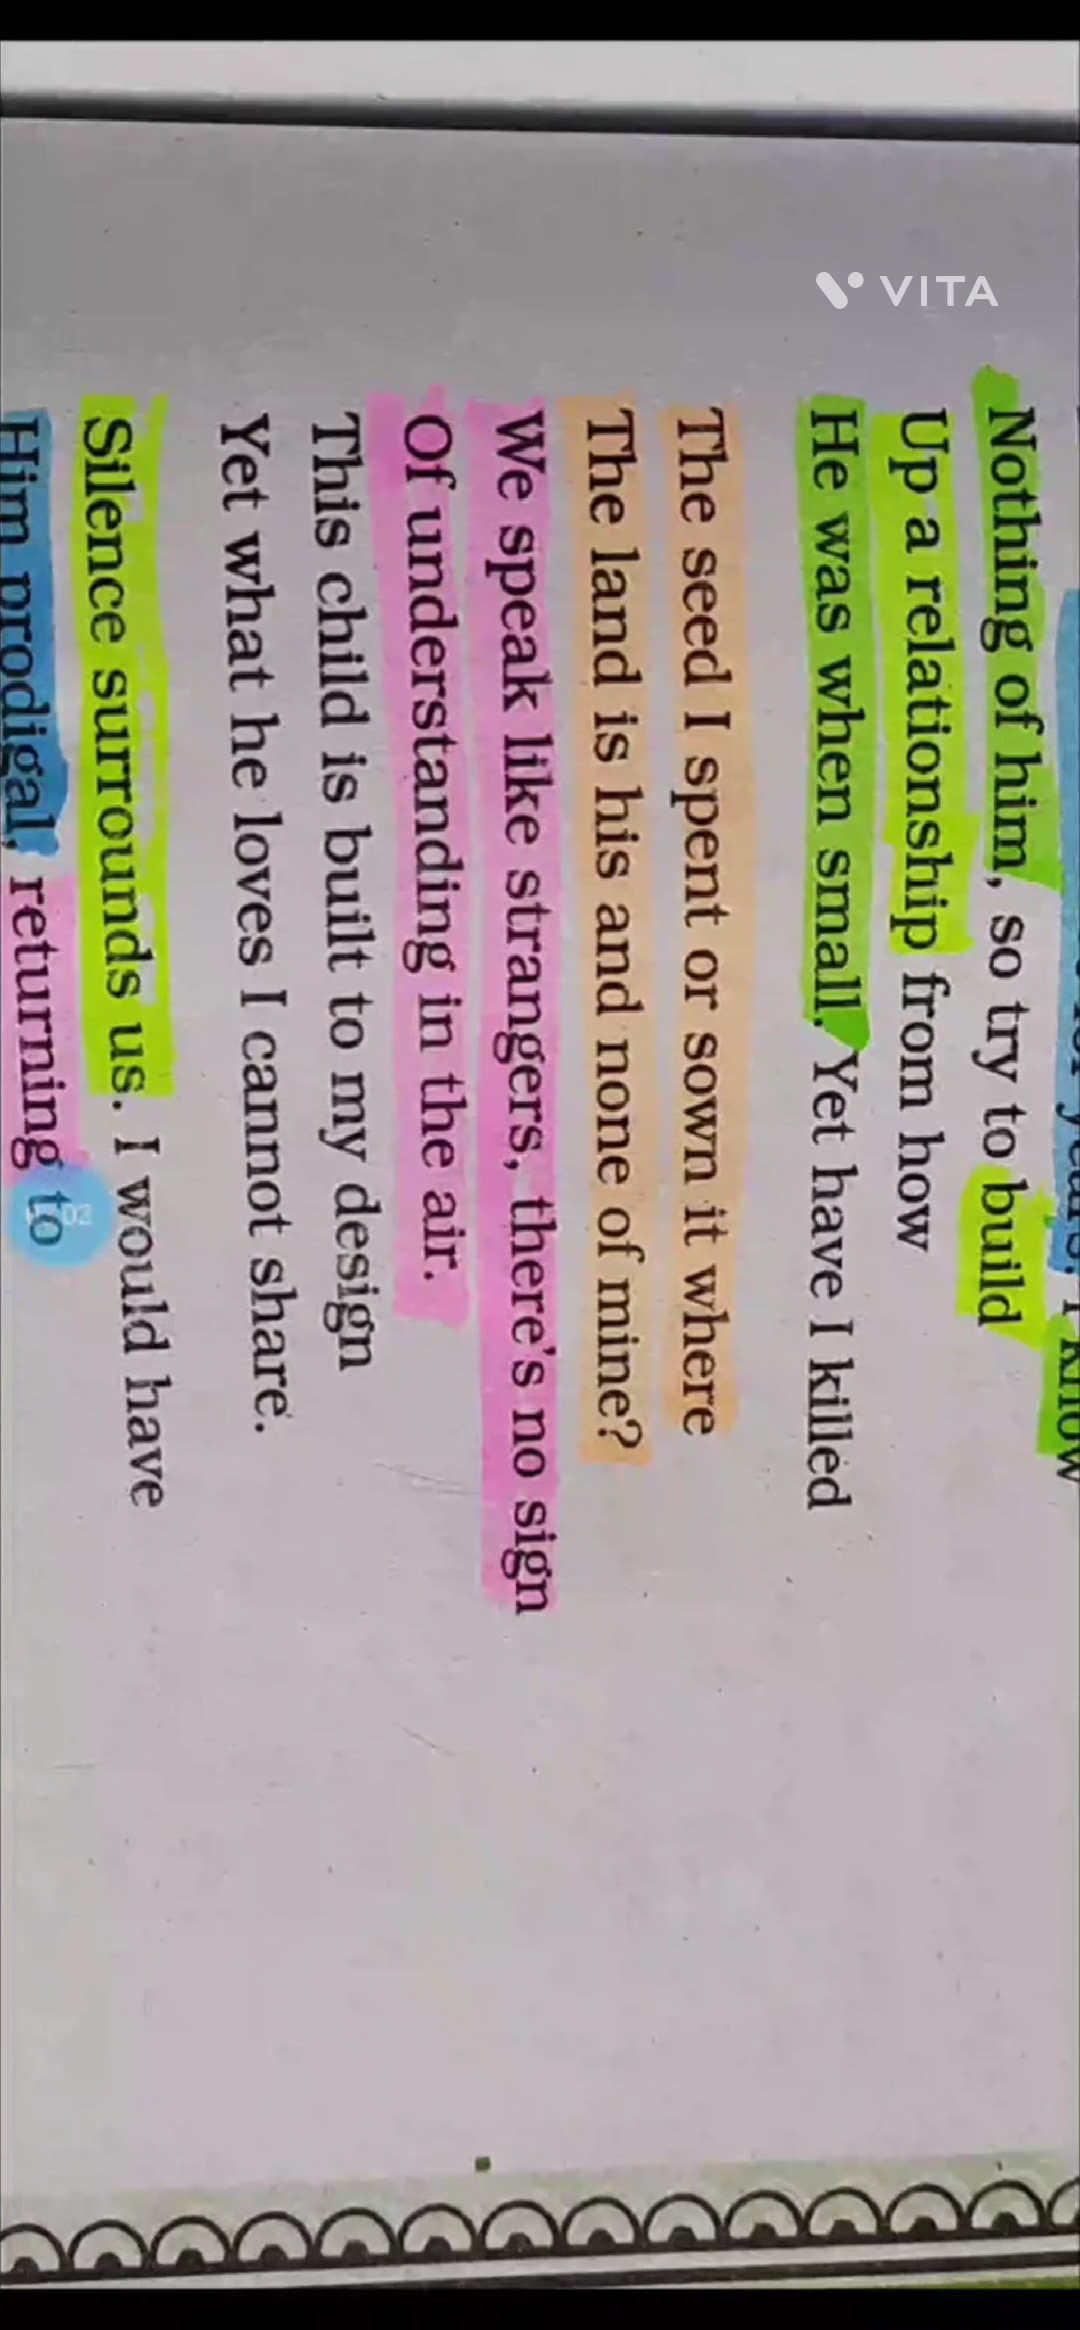 VITA
know
Nothing of him, so try to build
Up a relationship from how
He was when small. Yet have I killed
The seed I spent or sown it where
The land is his and none of mine?
We speak like strangers, there's no sign
Of understanding in the air.
This child is built to my design
Yet what he loves I cannot share.
Silence surrounds us. I would have
Him prodigal, returning to